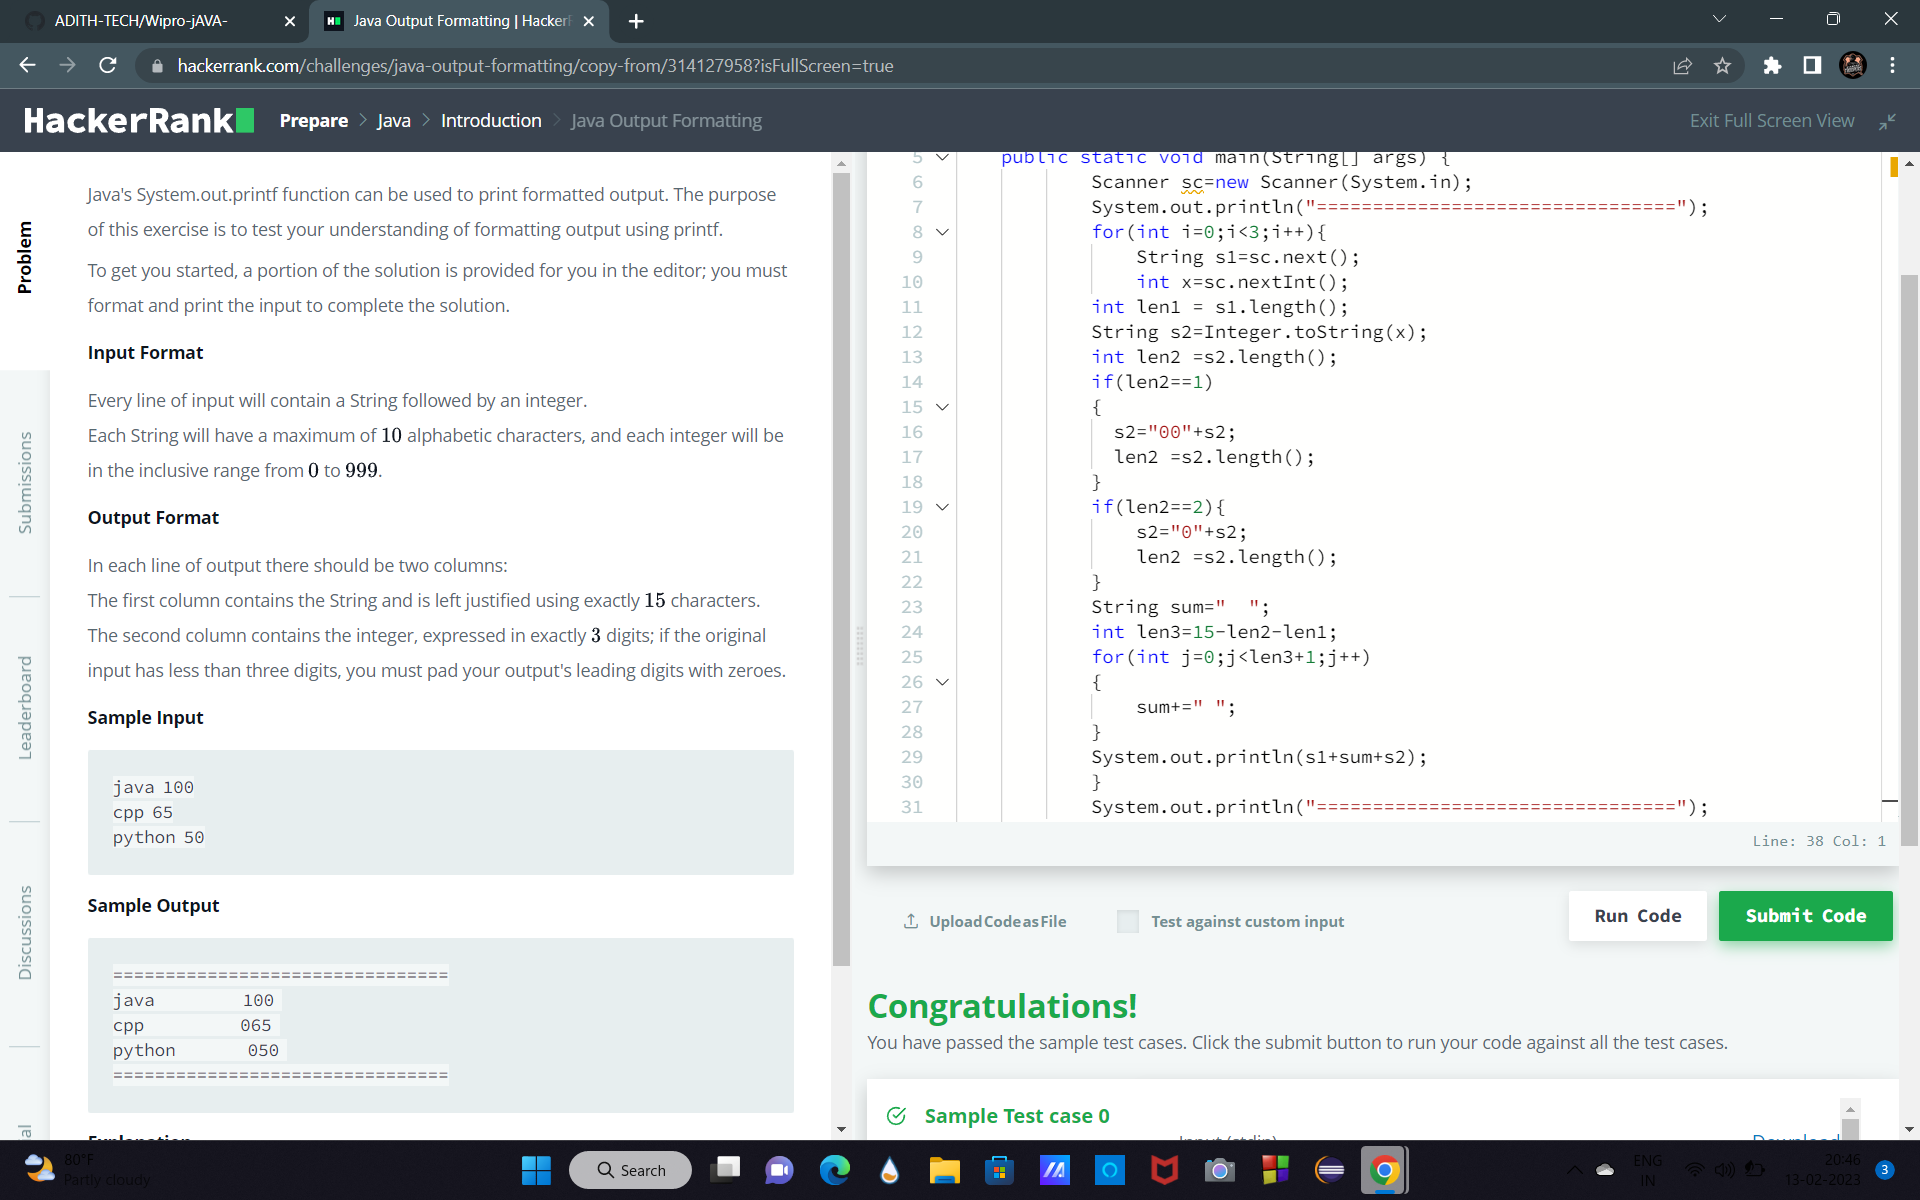 ADITH-TECH/Wipro-jAVA-
Java Output Formatting | HackerR
hackerrank.com/challenges/java-output-formatting/copy-from/314127958?isFullScreen=true
HackerRank
Prepare > Java > Introduction > Java Output Formatting
Exit Full Screen View
Problem
Submissions
Leaderboard
Discussions
Java's System.out.printf function can be used to print formatted output. The purpose
of this exercise is to test your understanding of formatting output using printf.
To get you started, a portion of the solution is provided for you in the editor; you must
format and print the input to complete the solution.
Input Format
Every line of input will contain a String followed by an integer.
Each String will have a maximum of 10 alphabetic characters, and each integer will be
in the inclusive range from 0 to 999.
Output Format
In each line of output there should be two columns:
The first column contains the String and is left justified using exactly 15 characters.
The second column contains the integer, expressed in exactly 3 digits; if the original
input has less than three digits, you must pad your output's leading digits with zeroes.
Sample Input
java 100
cpp 65
python 50
Sample Output
================================
java           100
cpp            065
python         050
================================
Explanation
5 public static void main(String[] args) {
6 Scanner sc=new Scanner(System.in);
7 System.out.println("================================");
8 for(int i=0;i<3;i++){
9 String s1=sc.next();
10 int x=sc.nextInt();
11 int len1 = s1.length();
12 String s2=Integer.toString(x);
13 int len2 =s2.length();
14 if(len2==1)
15 {
16 s2="00"+s2;
17 len2 =s2.length();
18 }
19 if(len2==2){
20 s2="0"+s2;
21 len2 =s2.length();
22 }
23 String sum="  ";
24 int len3=15-len2-len1;
25 for(int j=0;j<len3+1;j++)
26 {
27 sum+=" ";
28 }
29 System.out.println(s1+sum+s2);
30 }
31 System.out.println("================================");
Line: 38 Col: 1
Upload Code as File
Test against custom input
Run Code
Submit Code
Congratulations!
You have passed the sample test cases. Click the submit button to run your code against all the test cases.
Sample Test case 0
Input (stdin)
Download
80°F
Partly cloudy
Search
ENG
IN
20:46
13-02-2023
3